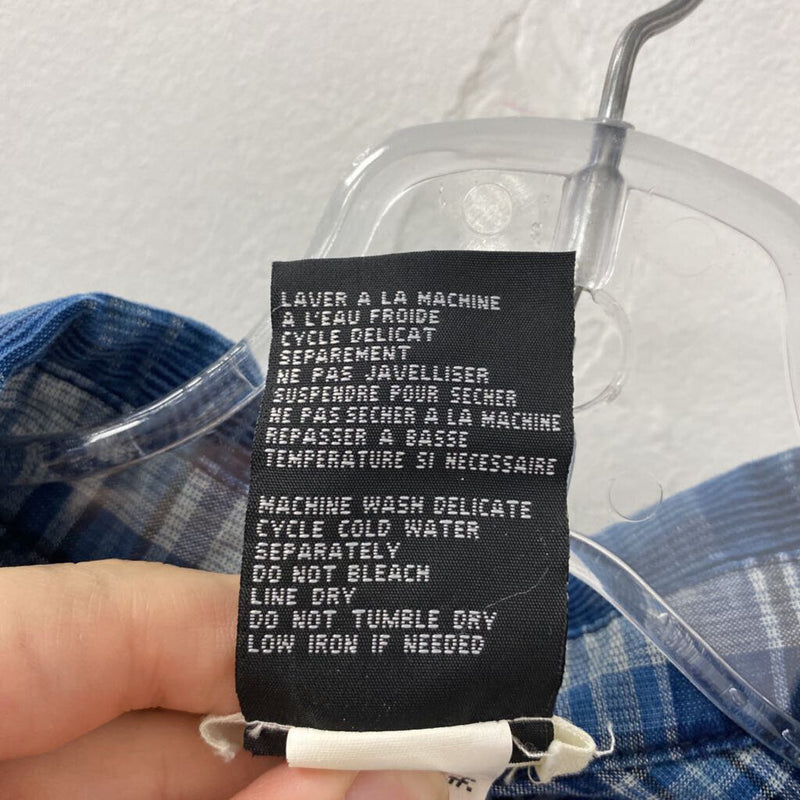 LAVER A LA MACHINE
A L'EAU FROIDE
CYCLE DELICAT
SEPAREMENT
NE PAS JAVELLISER
SUSPENDRE POUR SECHER
NE PAS SECHER A LA MACHINE
REPASSER A BASSE
TEMPERATURE SI NECESSAIRE
MACHINE WASH DELICATE
CYCLE COLD WATER
SEPARATELY
DO NOT BLEACH
LINE DRY
DO NOT TUMBLE DRY
LOW IRON IF NEEDED